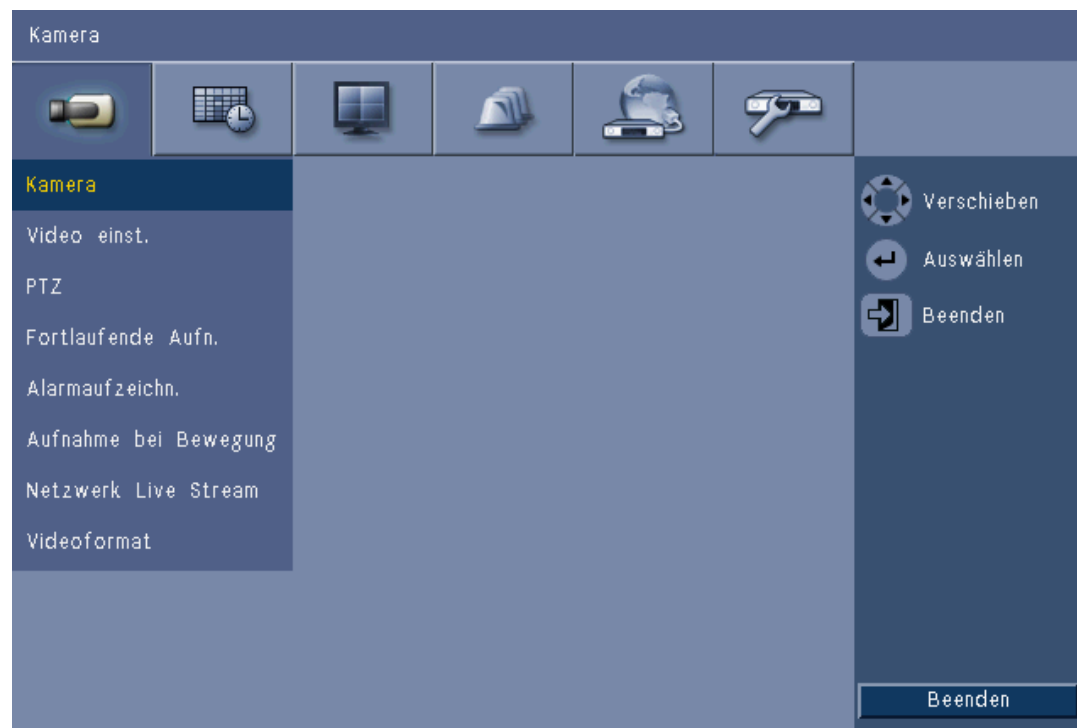 Kamera
Kamera
Video einst.
PTZ
Fortlaufende Aufn.
Alarmaufzeichn.
Aufnahme bei Bewegung
Netzwerk Live Stream
Videoformat
Verschieben
Auswählen
Beenden
Beenden